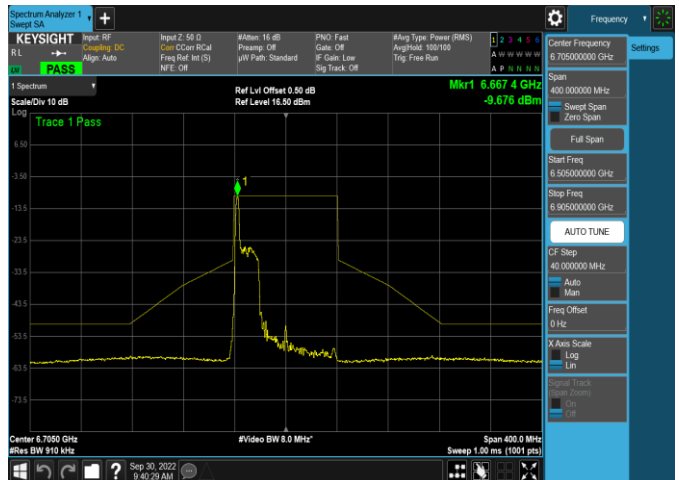 Spectrum Analyzer 1
Swept SA
+
Frequency
KEYSIGHT
RL
LW
PASS
Input: RF
Coupling: DC
Align: Auto
Input Z: 50 Ω
Corr CCorr RCal
Freq Ref: Int (S)
NFE: Off
#Atten: 16 dB
Preamp: Off
µW Path: Standard
PNO: Fast
Gate: Off
IF Gain: Low
Sig Track: Off
#Avg Type: Power (RMS)
Avg|Hold: 100/100
Trig: Free Run
1 2 3 4 5 6
A W W W W W
A P N N N N
1 Spectrum
Scale/Div 10 dB
Log
Ref Lvl Offset 0.50 dB
Ref Level 16.50 dBm
Mkr1 6.667 4 GHz
-9.676 dBm
Trace 1 Pass
6.50
-3.50
-13.5
-23.5
-33.5
-43.5
-53.5
-63.5
-73.5
1
Center 6.7050 GHz
#Res BW 910 kHz
#Video BW 8.0 MHz*
Span 400.0 MHz
Sweep 1.00 ms (1001 pts)
Center Frequency
6.705000000 GHz
Span
400.000000 MHz
Swept Span
Zero Span
Full Span
Start Freq
6.505000000 GHz
Stop Freq
6.905000000 GHz
AUTO TUNE
CF Step
40.000000 MHz
Auto
Man
Freq Offset
0 Hz
X Axis Scale
Log
Lin
Signal Track
(Span Zoom)
On
Off
Settings
?
Sep 30, 2022
9:40:29 AM